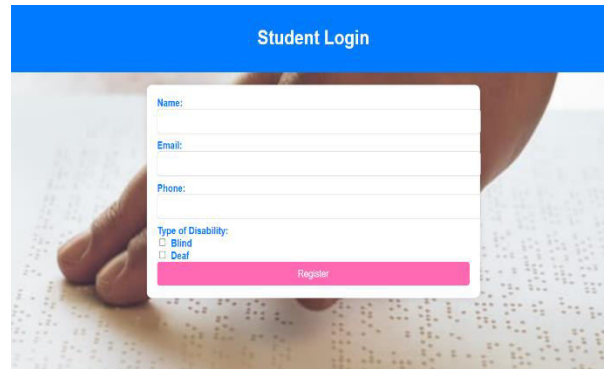 Student Login
Name:
Email:
Phone:
Type of Disability:
Blind
Deaf
Register